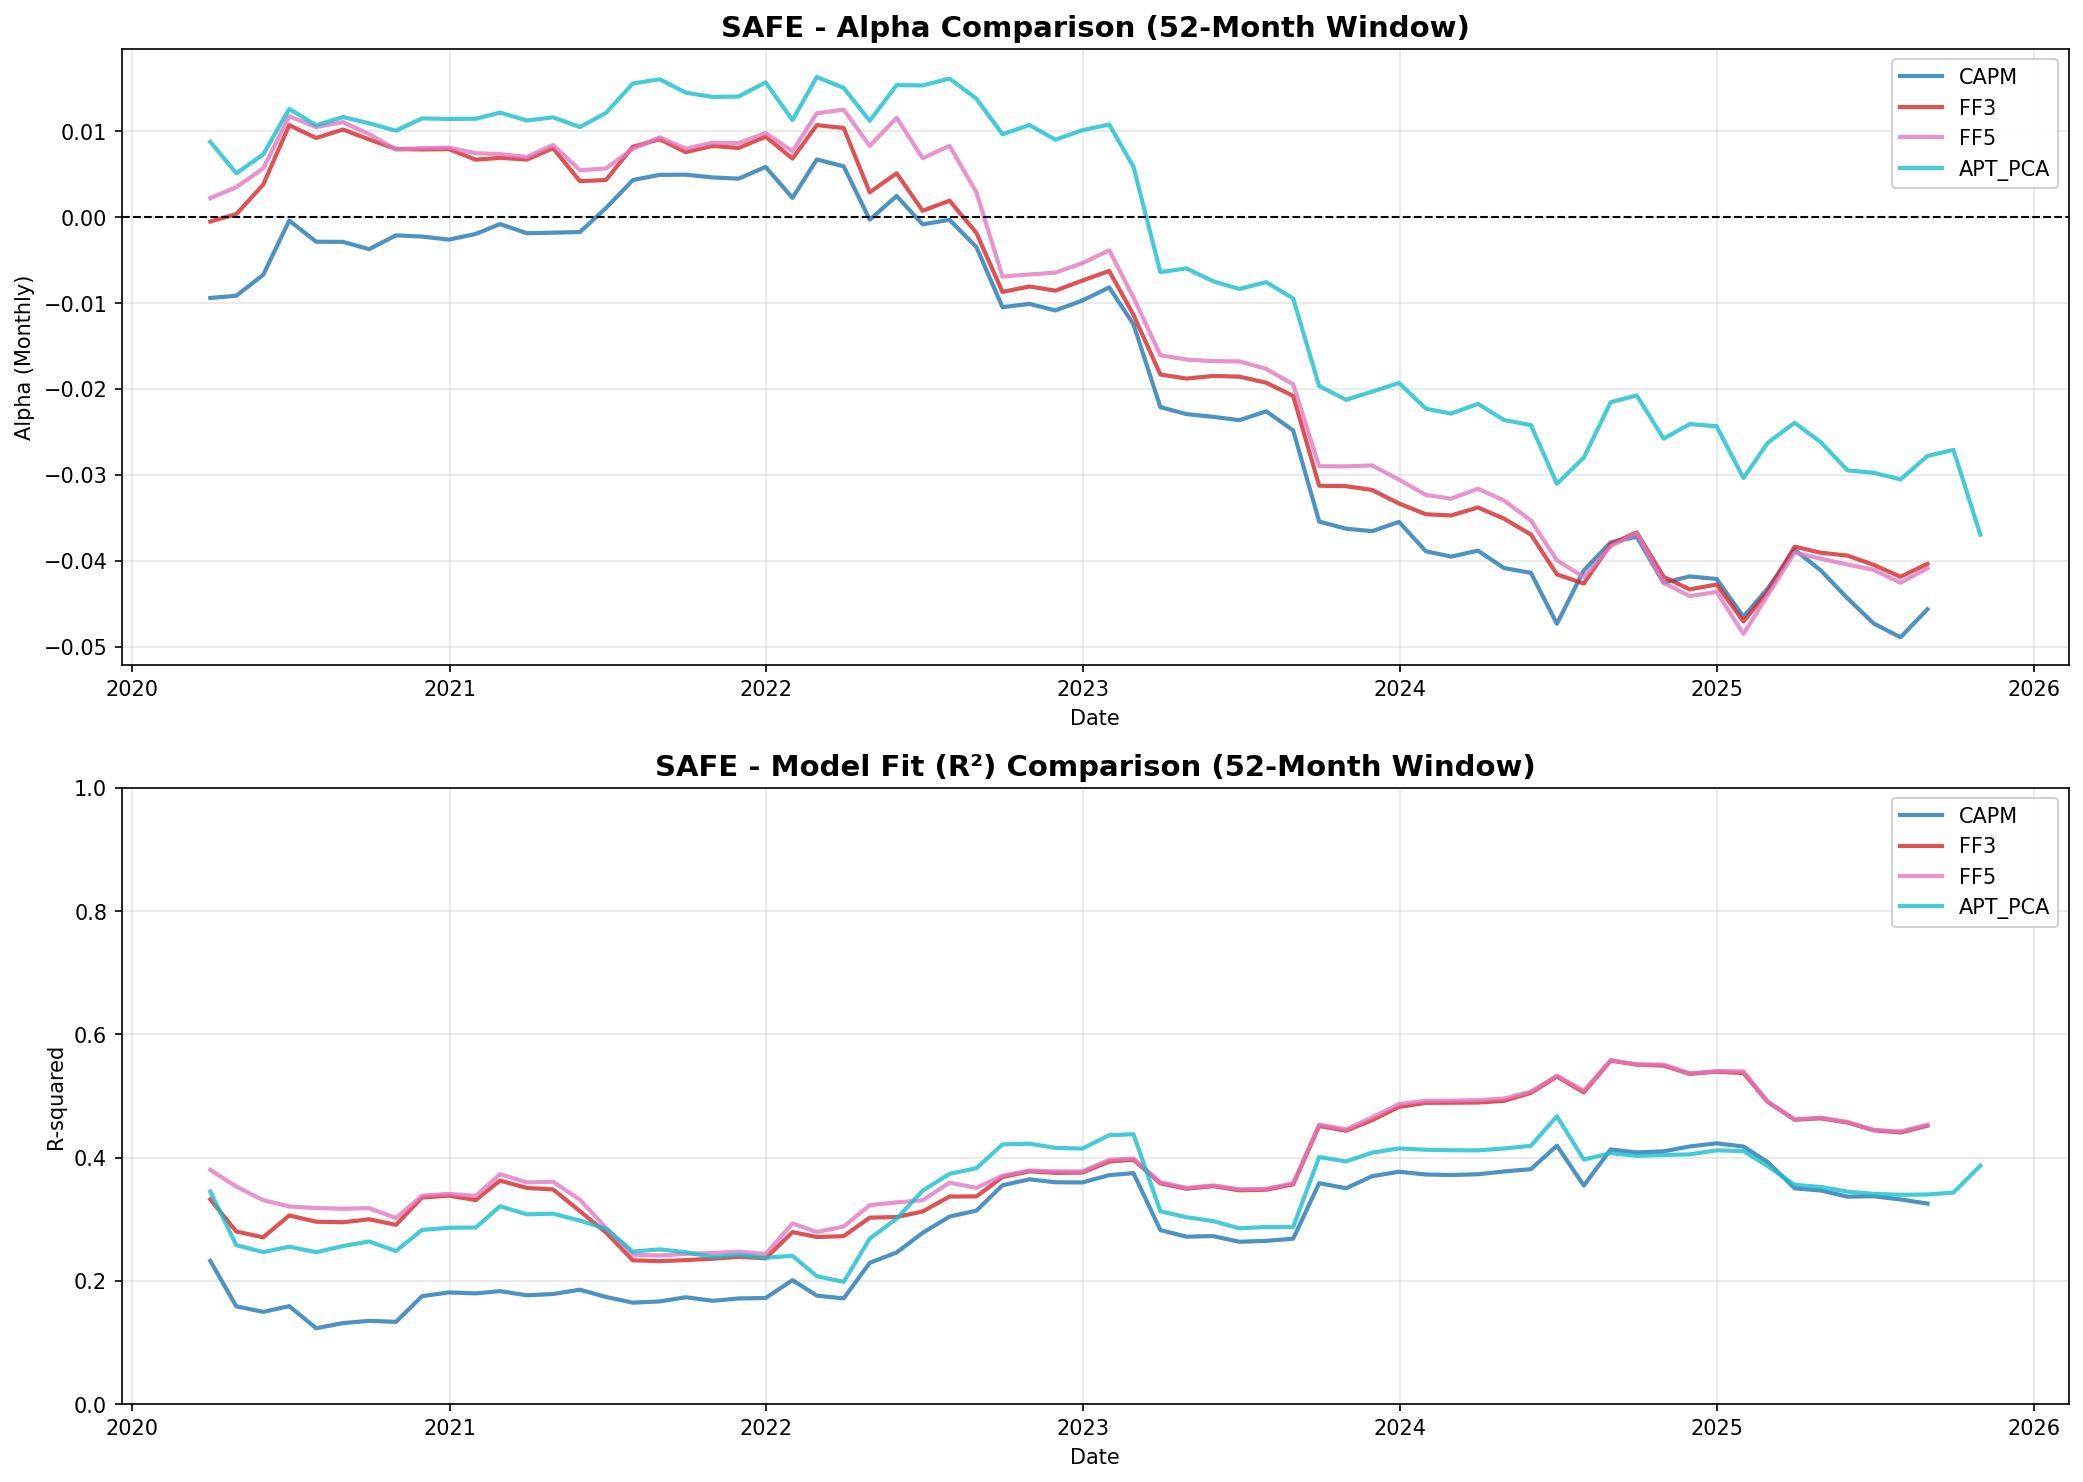 SAFE - Alpha Comparison (52-Month Window)
CAPM
FF3
FF5
APT_PCA
0.01
0.00
−0.01
−0.02
−0.03
−0.04
−0.05
Alpha (Monthly)
2020 2021 2022 2023 2024 2025 2026
Date
SAFE - Model Fit (R²) Comparison (52-Month Window)
CAPM
FF3
FF5
APT_PCA
1.0
0.8
0.6
0.4
0.2
0.0
R-squared
2020 2021 2022 2023 2024 2025 2026
Date